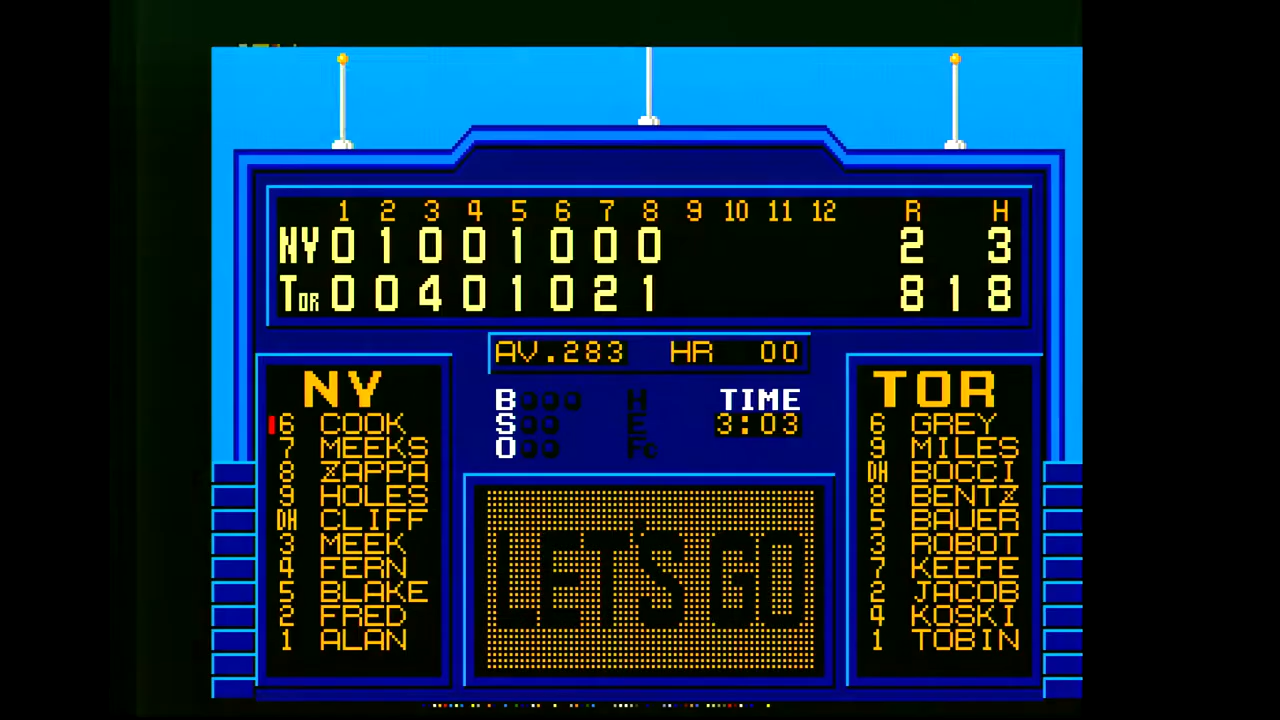 1 2 3 4 5 6 7 8 9 10 11 12 R H
NY 0 1 0 0 1 0 0 0 2 3
TOR 0 0 4 0 1 0 2 1 8 18
AV.283 HR 00
NY
6 COOK
7 MEEKS
8 ZAPPA
9 HOLES
DH CLIFF
3 MEEK
4 FERN
5 BLAKE
2 FRED
1 ALAN
B H TIME
S E 3:03
O Fc
LET'S GO
TOR
6 GREY
9 MILES
DH BOCCI
8 BENTZ
5 BAUER
3 ROBOT
7 KEEFE
2 JACOB
4 KOSKI
1 TOBIN